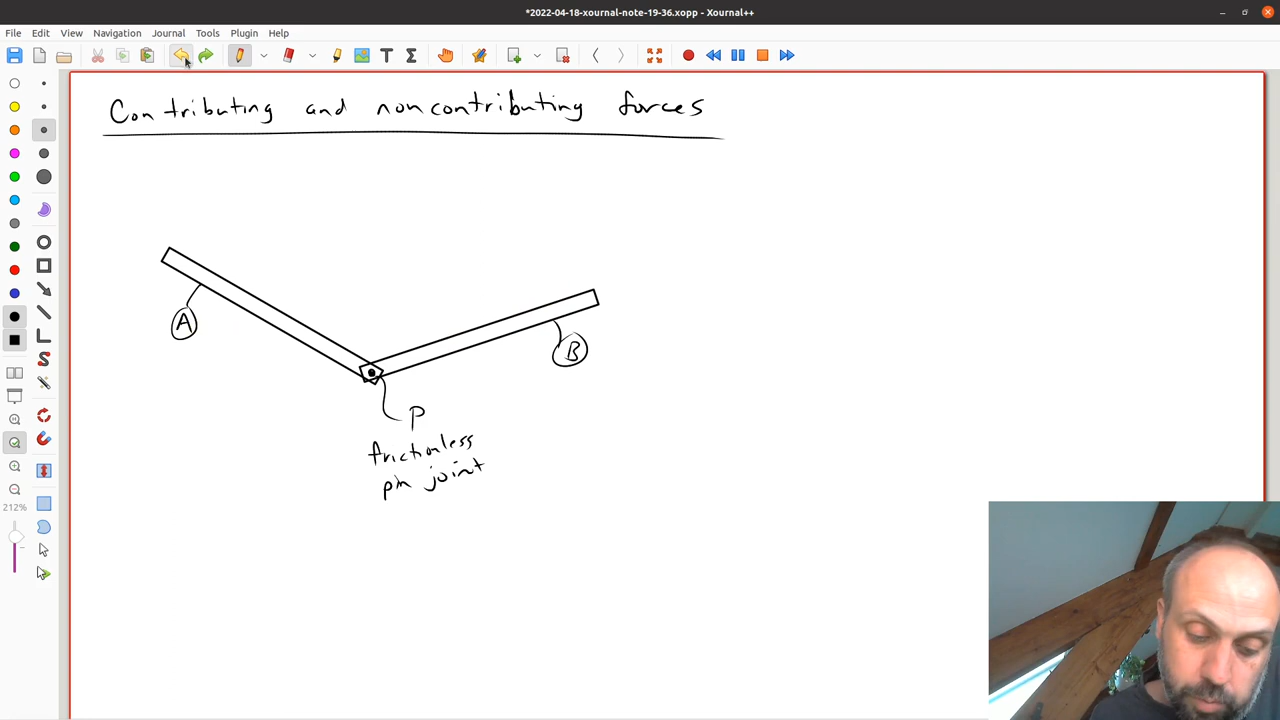 *2022-04-18-xournal-note-19-36.xopp - Xournal++
File Edit View Navigation Journal Tools Plugin Help
Contributing and noncontributing forces
A
B
P
frictionless
pin joint
212%